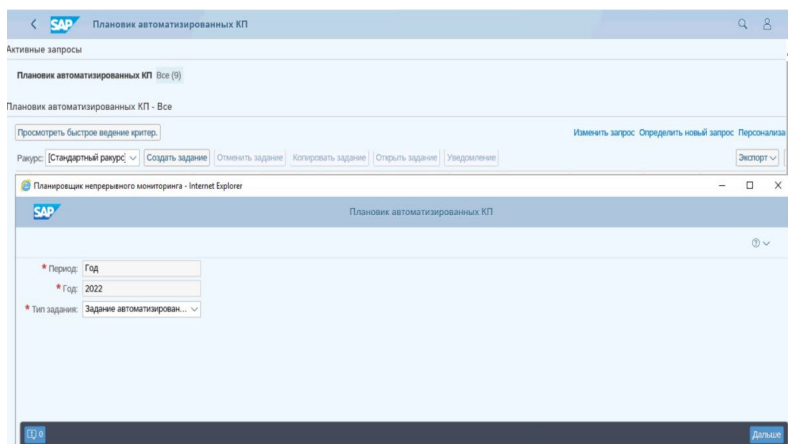 SAP Плановик автоматизированных КП
Активные запросы
Плановик автоматизированных КП Все (9)
Плановик автоматизированных КП - Все
Просмотреть быстрое ведение критер. Изменить запрос Определить новый запрос Персонализа
Ракурс: [Стандартный ракурс] Создать задание Отменить задание Копировать задание Открыть задание Уведомление Экспорт
Планировщик непрерывного мониторинга - Internet Explorer
SAP Плановик автоматизированных КП
* Период: Год
* Год: 2022
* Тип задания: Задание автоматизирован...
0 Дальше